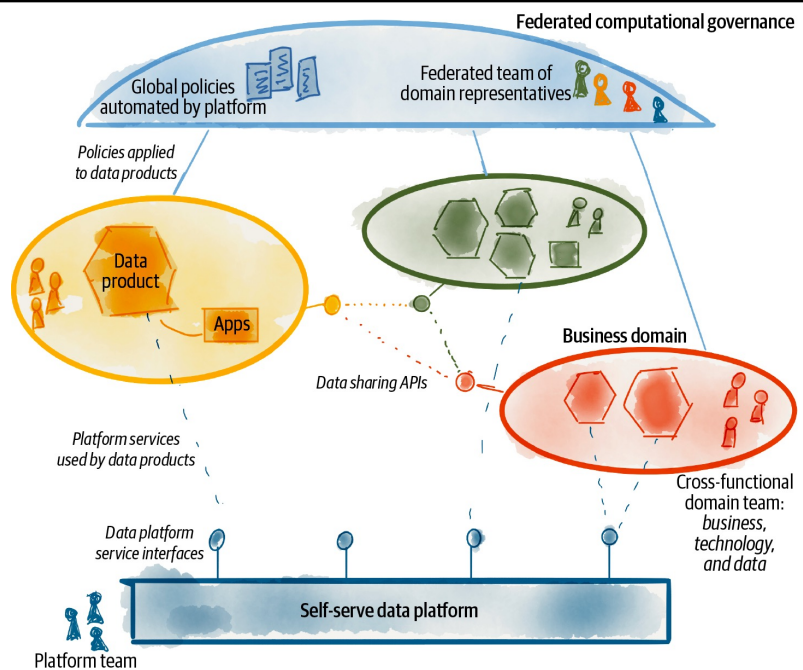 Federated computational governance
Global policies
automated by platform
Federated team of
domain representatives
Policies applied
to data products
Data
product
Apps
Business domain
Data sharing APIs
Platform services
used by data products
Cross-functional
domain team:
business,
technology,
and data
Data platform
service interfaces
Self-serve data platform
Platform team